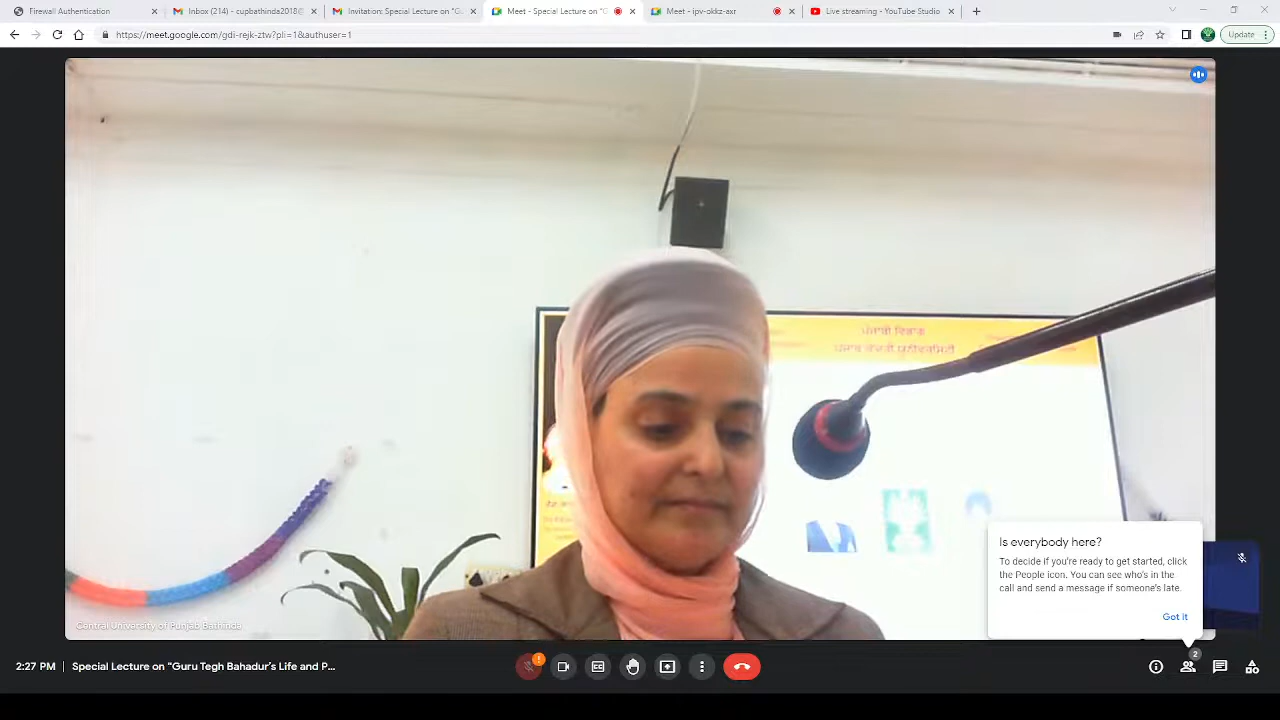 Firewall Authentication
Inbox (214) - cupbathinda2018@
Invitation: Special Lecture on "Gu
Meet - Special Lecture on "G
Meet - ipv-okkz-axr
Live streaming - YouTube Studio
https://meet.google.com/gdi-rejk-ztw?pli=1&authuser=1
Update
ਪੰਜਾਬੀ ਵਿਭਾਗ
ਪੰਜਾਬ ਕੇਂਦਰੀ ਯੂਨੀਵਰਸਿਟੀ
Is everybody here?
To decide if you're ready to get started, click
the People icon. You can see who's in the
call and send a message if someone's late.
Got it
Central University of Punjab Bathinda
2
2:27 PM | Special Lecture on "Guru Tegh Bahadur's Life and P...